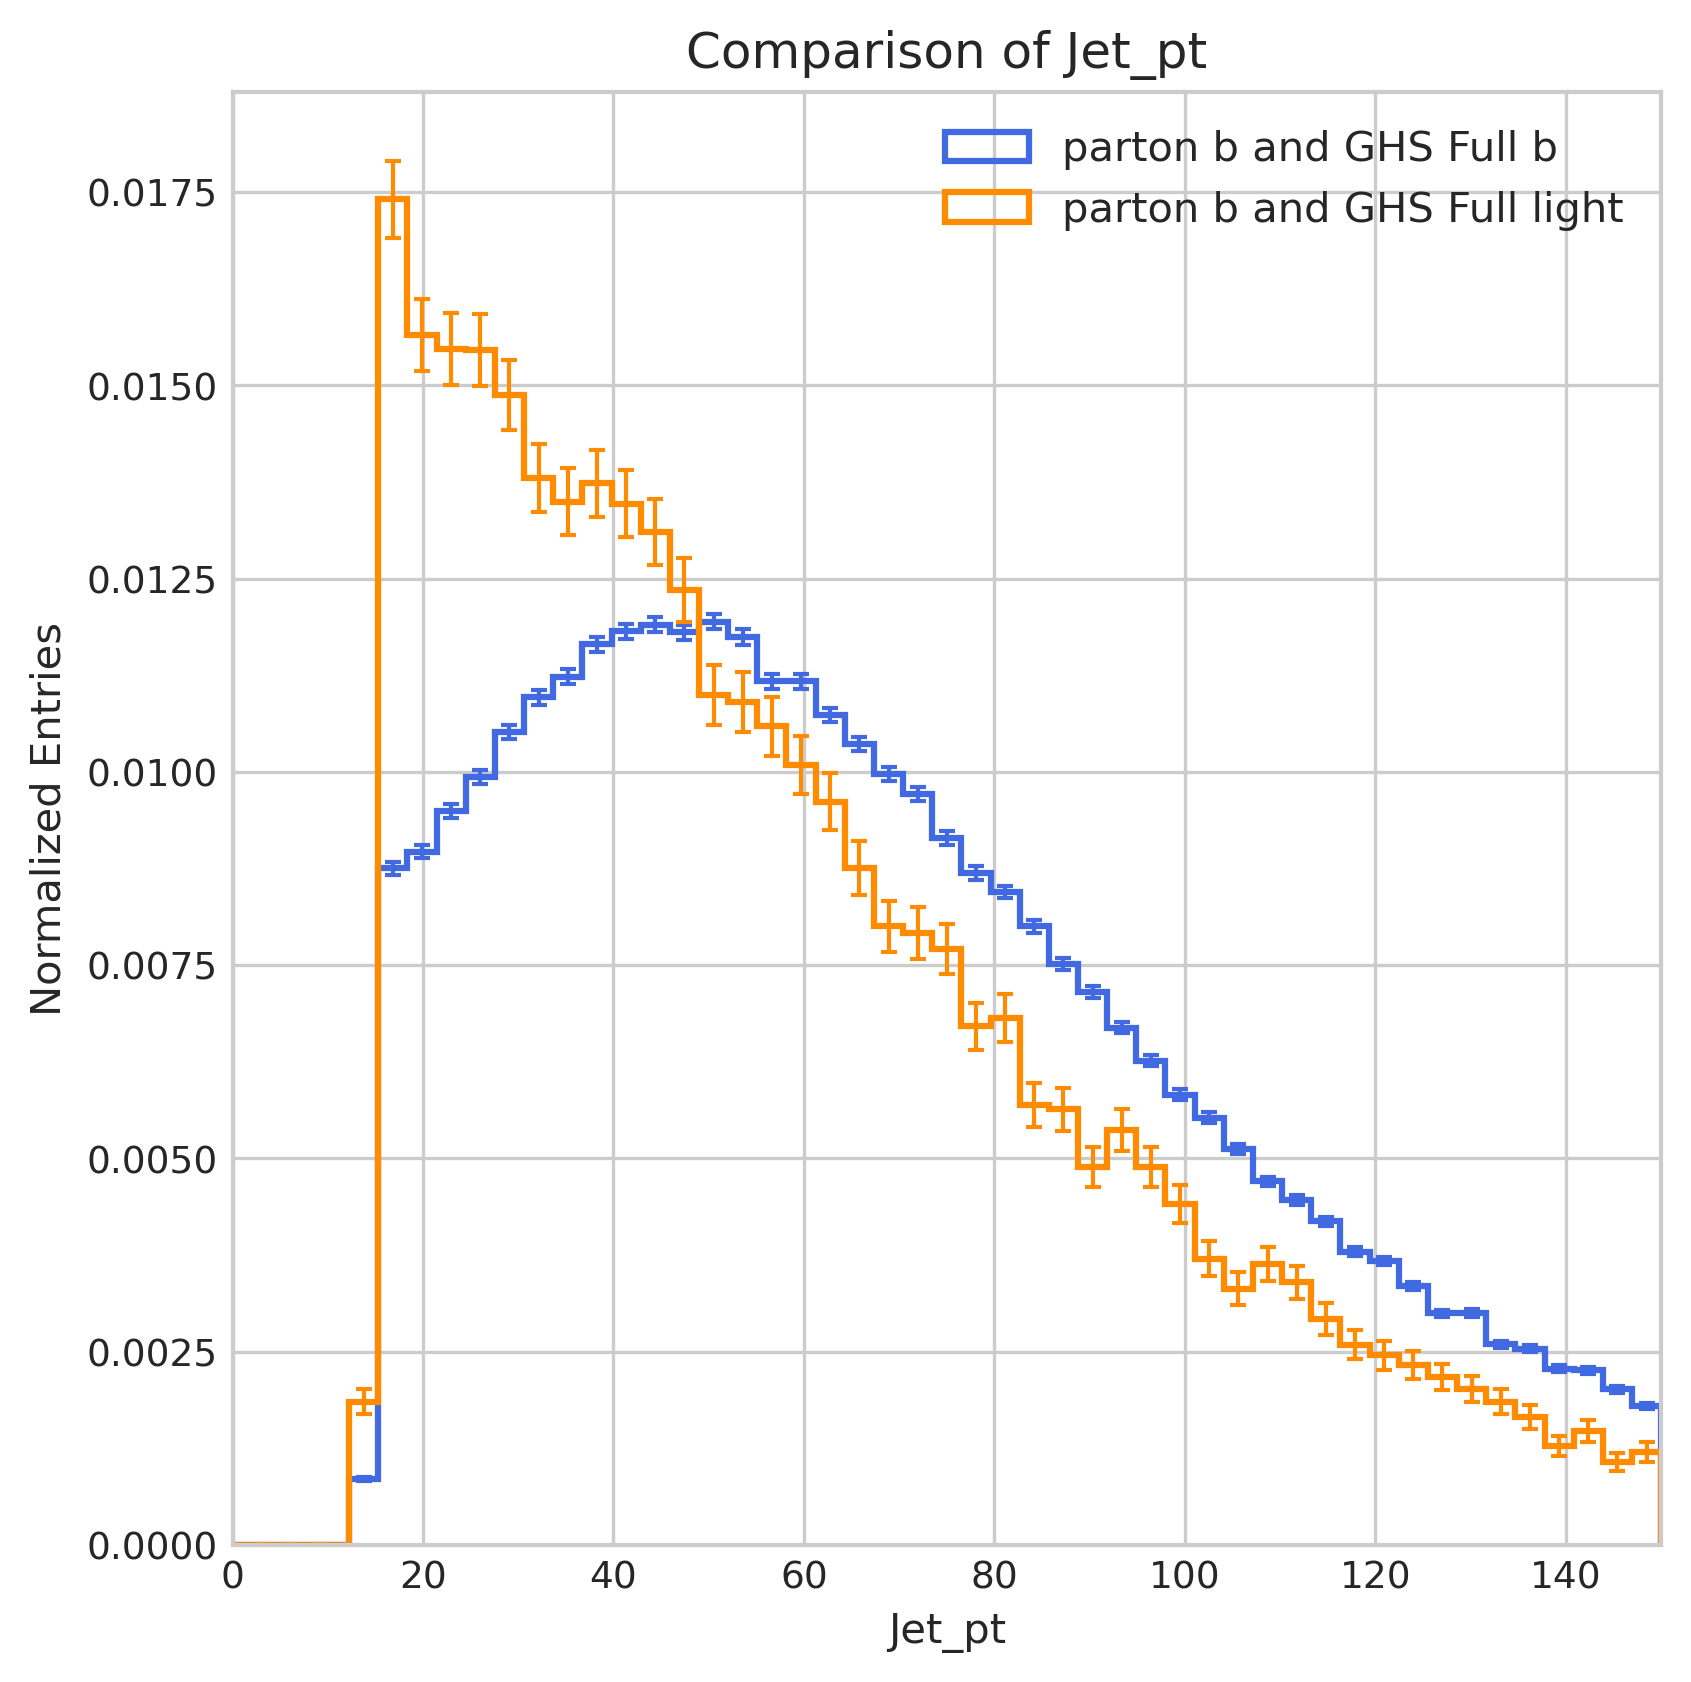 Comparison of Jet_pt
parton b and GHS Full b
parton b and GHS Full light
0.0175
0.0150
0.0125
0.0100
0.0075
0.0050
0.0025
0.0000
Normalized Entries
0 20 40 60 80 100 120 140
Jet_pt